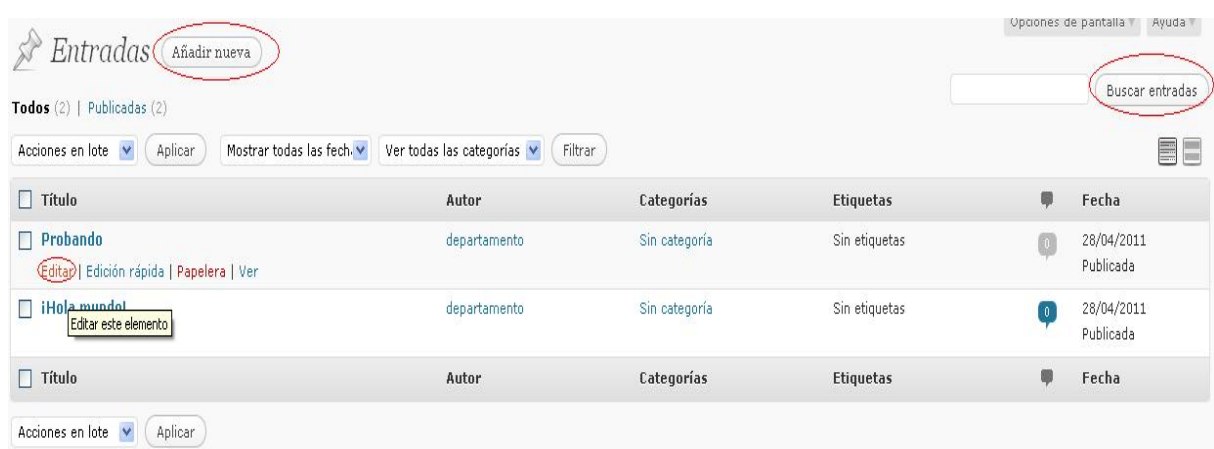 Opciones de pantalla Ayuda
Entradas Añadir nueva
Buscar entradas
Todos (2) | Publicadas (2)
Acciones en lote Aplicar Mostrar todas las fech. Ver todas las categorías Filtrar
Título Autor Categorías Etiquetas Fecha
Probando departamento Sin categoría Sin etiquetas 0 28/04/2011
Editar | Edición rápida | Papelera | Ver Publicada
¡Hola mundo! departamento Sin categoría Sin etiquetas 0 28/04/2011
Editar este elemento Publicada
Título Autor Categorías Etiquetas Fecha
Acciones en lote Aplicar